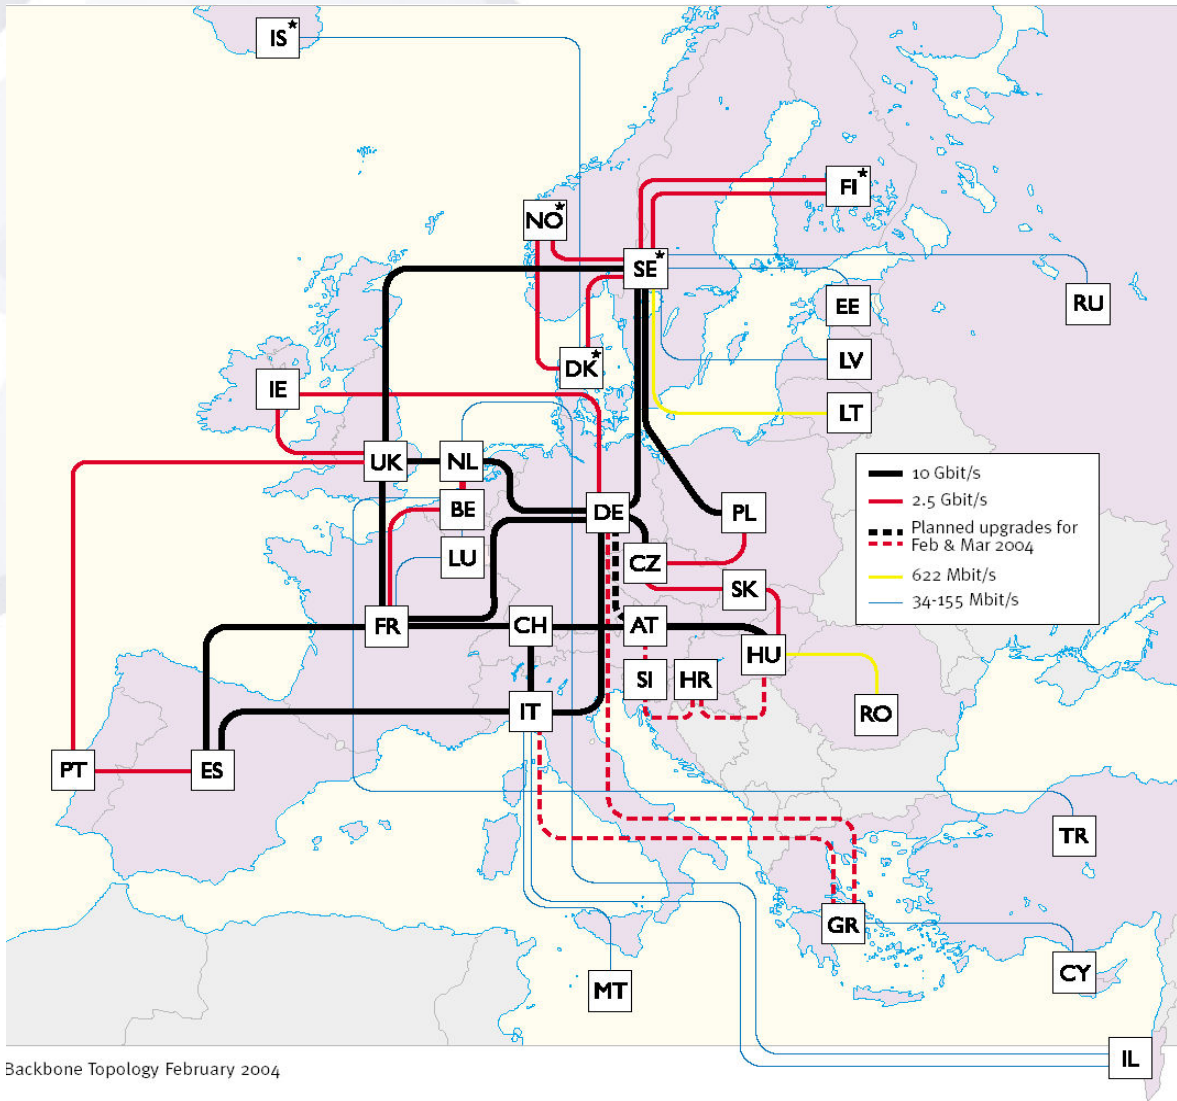 IS*
FI*
NO*
SE*
EE
RU
LV
DK*
IE
LT
UK
NL
10 Gbit/s
2.5 Gbit/s
Planned upgrades for
Feb & Mar 2004
622 Mbit/s
34-155 Mbit/s
BE
DE
PL
LU
CZ
SK
FR
CH
AT
HU
SI
HR
IT
RO
PT
ES
TR
GR
CY
MT
IL
Backbone Topology February 2004